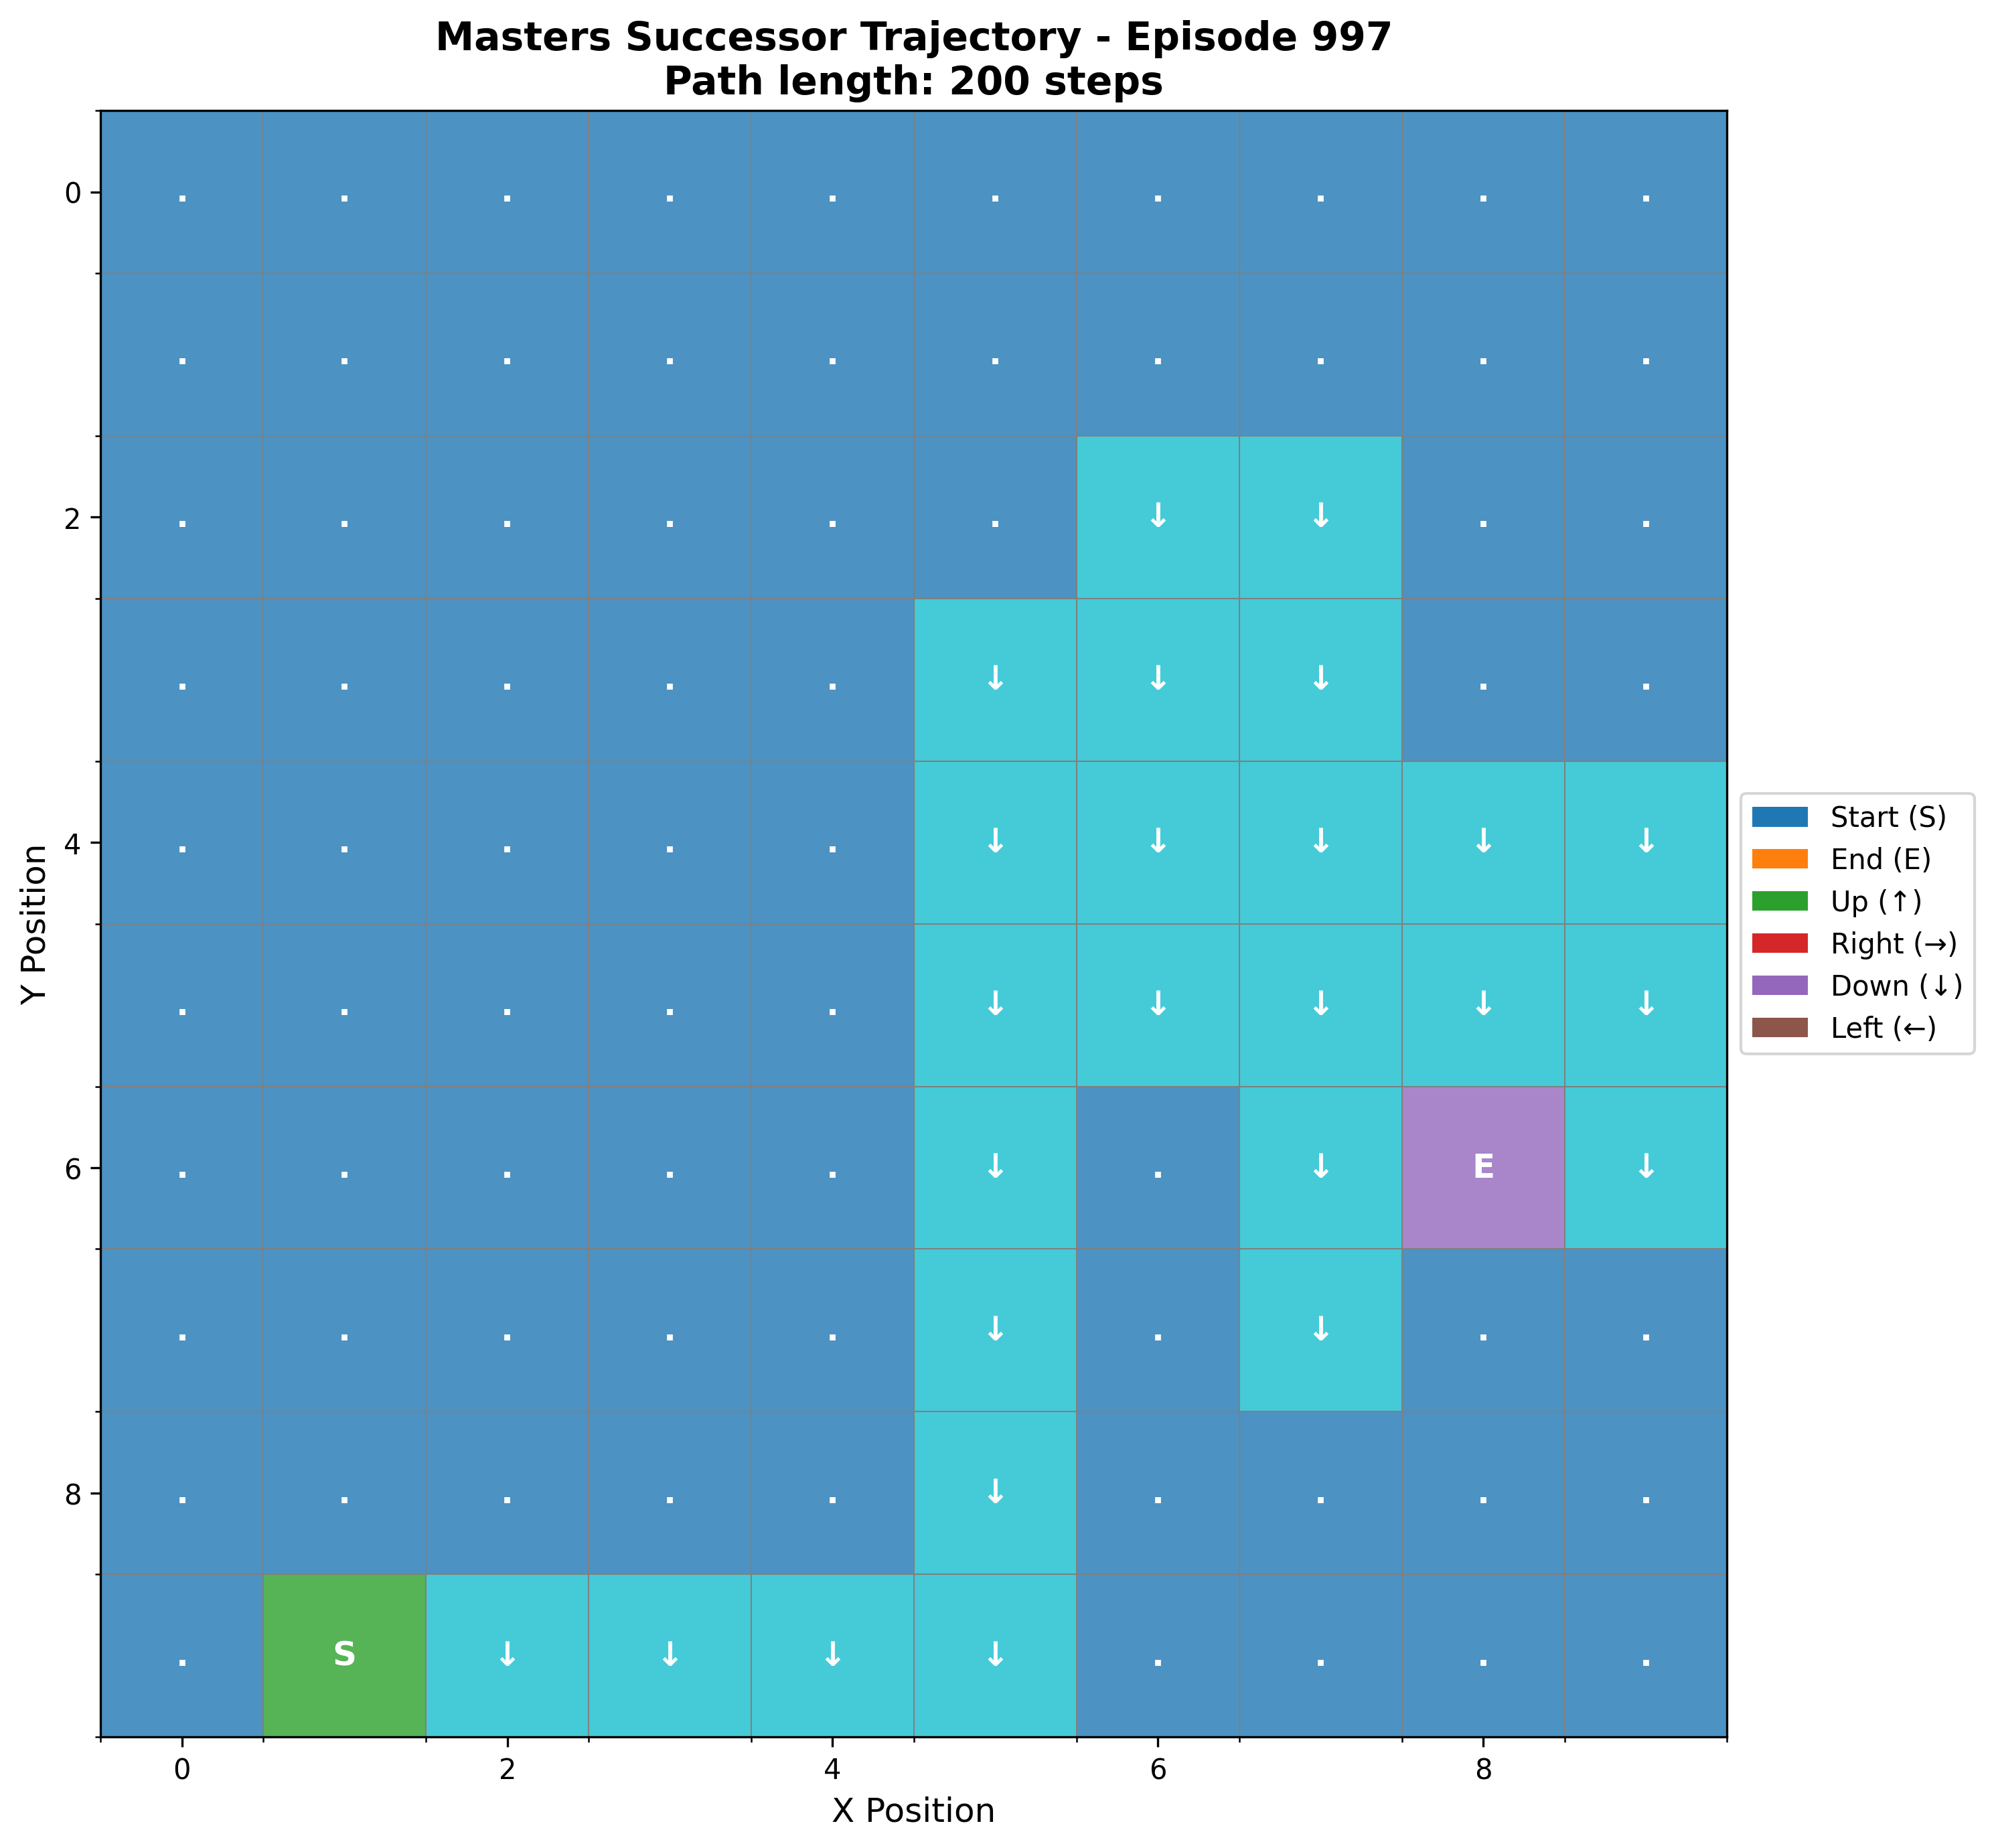 Masters Successor Trajectory - Episode 997
Path length: 200 steps
0 . . . . . . . . . .
. . . . . . . . . .
2 . . . . . . ↓ ↓ . .
. . . . . ↓ ↓ ↓ . .
4 . . . . . ↓ ↓ ↓ ↓ ↓
. . . . . ↓ ↓ ↓ ↓ ↓
6 . . . . . ↓ . ↓ E ↓
. . . . . ↓ . ↓ . .
8 . . . . . ↓ . . . .
. S ↓ ↓ ↓ ↓ . . . .
0 2 4 6 8
X Position
Y Position
Start (S)
End (E)
Up (↑)
Right (→)
Down (↓)
Left (←)